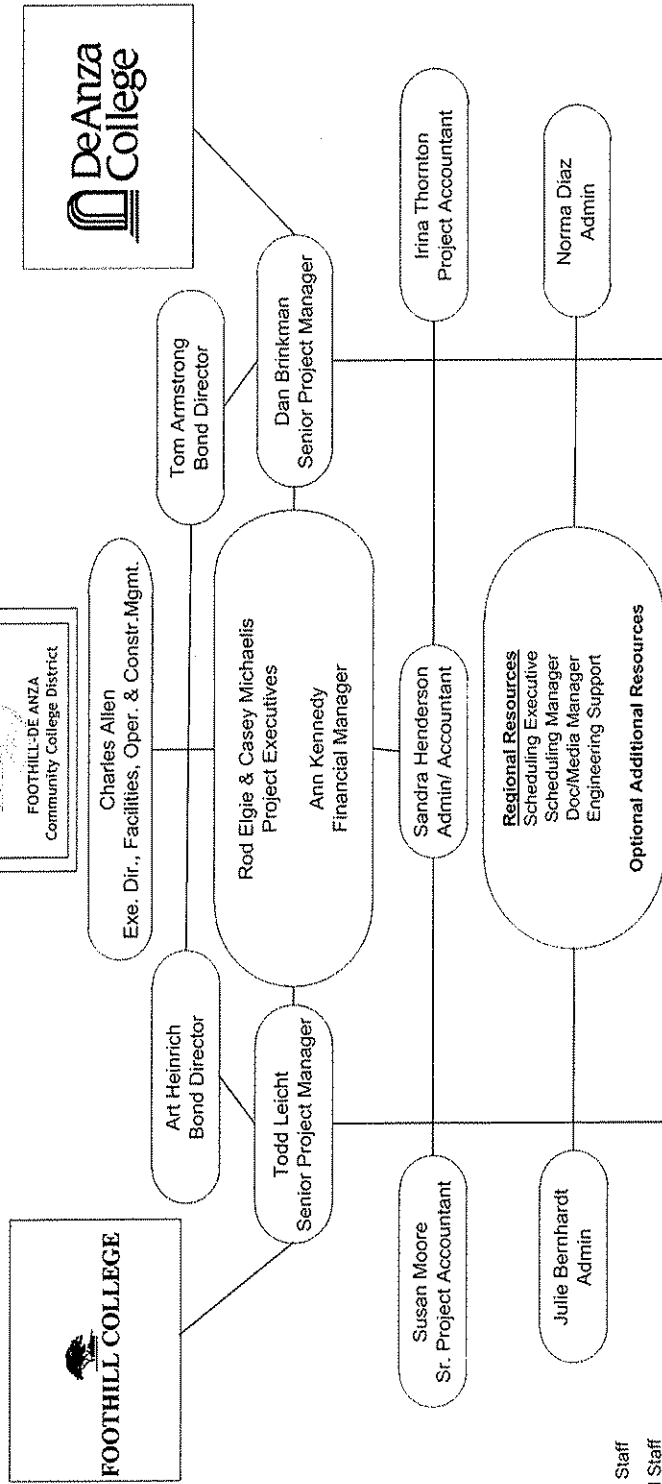 FOOTHILL COLLEGE
FOOTHILL-DE ANZA
Community College District
DeAnza
College
Charles Allen
Exe. Dir., Facilities, Oper. & Constr.Mgmt.
Art Heinrich
Bond Director
Tom Armstrong
Bond Director
Todd Leicht
Senior Project Manager
Rod Elgie & Casey Michaelis
Project Executives
Ann Kennedy
Financial Manager
Dan Brinkman
Senior Project Manager
Susan Moore
Sr. Project Accountant
Sandra Henderson
Admin/ Accountant
Irina Thornton
Project Accountant
Julie Bernhardt
Admin
Regional Resources
Scheduling Executive
Scheduling Manager
Doc/Media Manager
Engineering Support
Optional Additional Resources
Norma Diaz
Admin
Staff
Staff